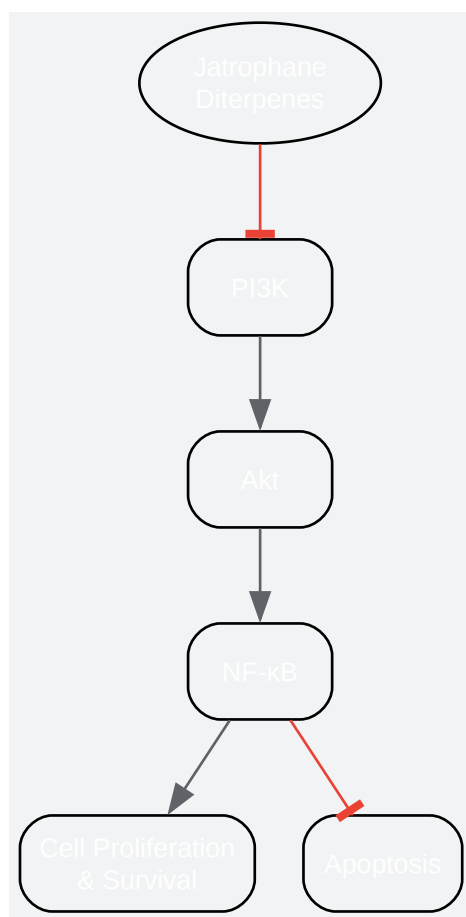 Jatrophane
Diterpenes
PI3K
Akt
NF-κB
Cell Proliferation
& Survival
Apoptosis